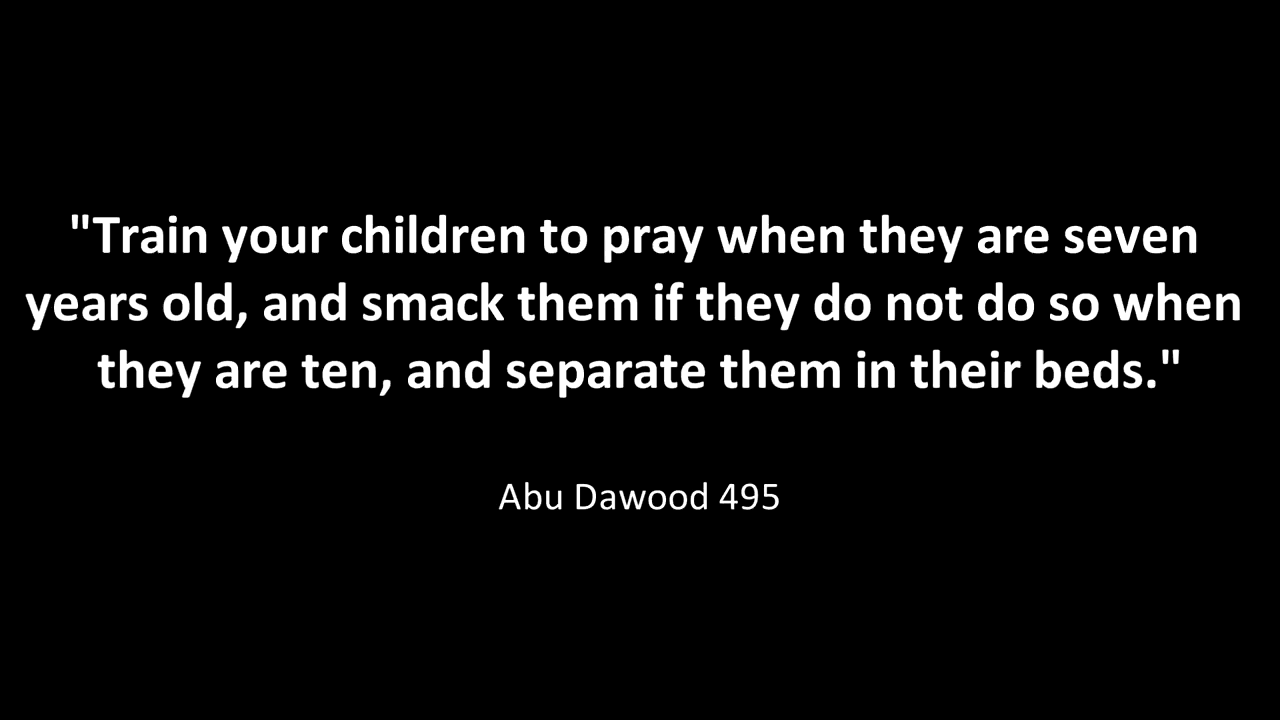 "Train your children to pray when they are seven
years old, and smack them if they do not do so when
they are ten, and separate them in their beds."
Abu Dawood 495